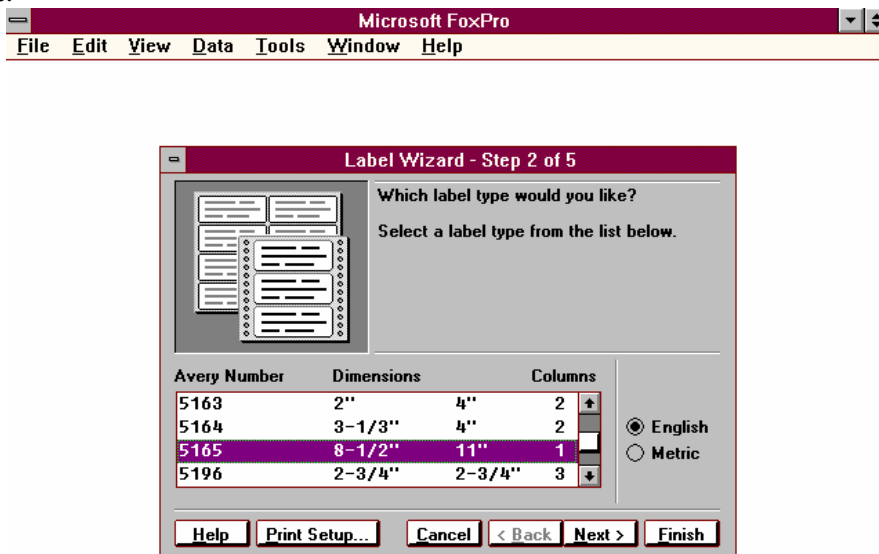 Microsoft FoxPro
File Edit View Data Tools Window Help
Label Wizard - Step 2 of 5
Which label type would you like?
Select a label type from the list below.
Avery Number Dimensions Columns
5163 2'' 4'' 2
5164 3-1/3'' 4'' 2
5165 8-1/2'' 11'' 1
5196 2-3/4'' 2-3/4'' 3
English
Metric
Help Print Setup... Cancel < Back Next > Finish